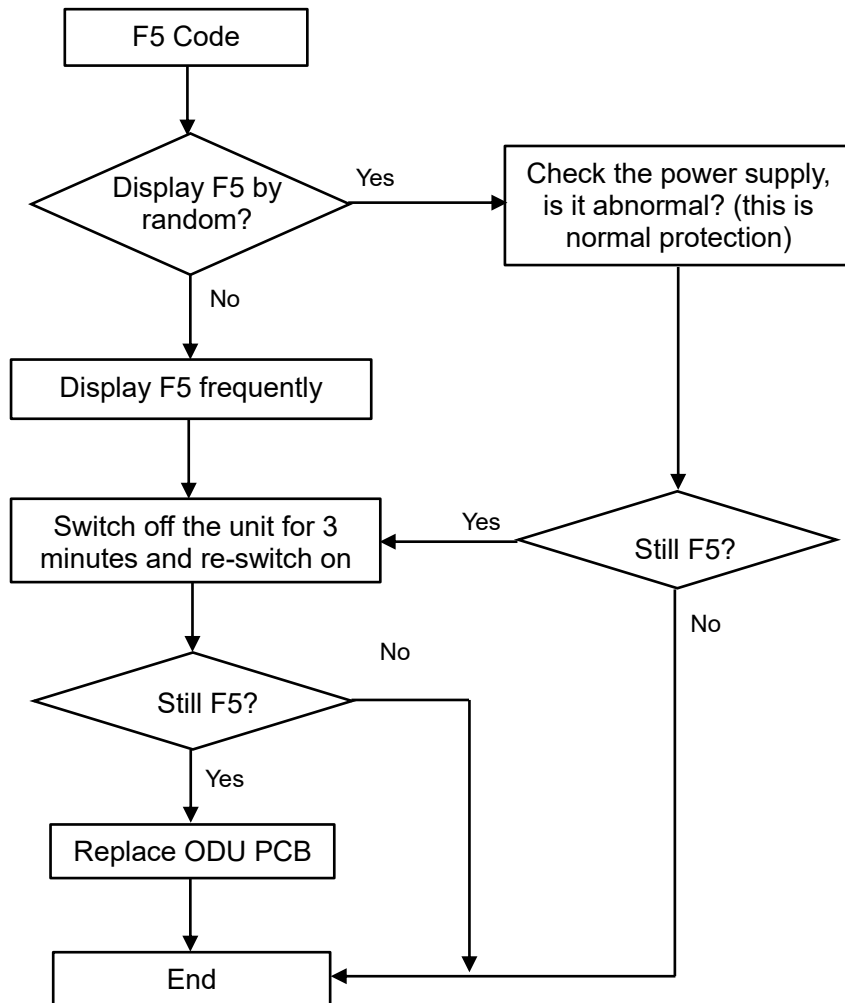 F5 Code
Display F5 by
random?
Yes
Check the power supply,
is it abnormal? (this is
normal protection)
No
Display F5 frequently
Switch off the unit for 3
minutes and re-switch on
Yes
Still F5?
No
No
Still F5?
Yes
Replace ODU PCB
End